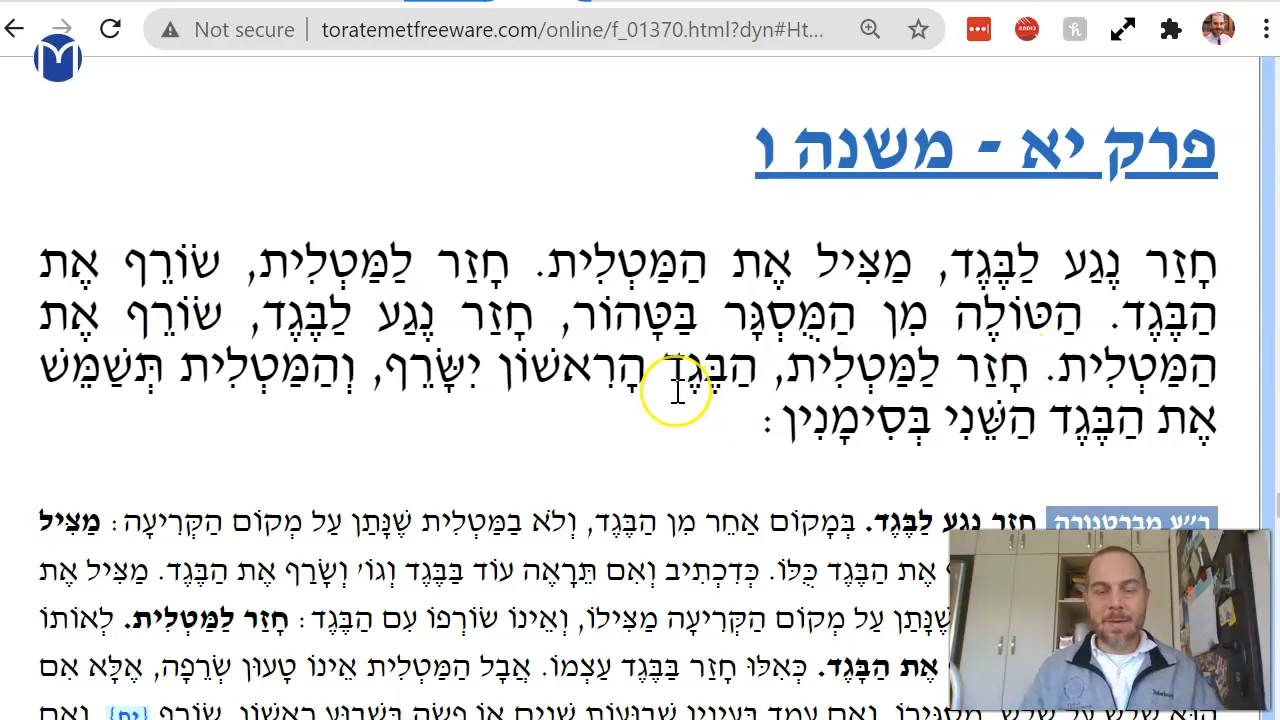 Not secure
toratemetfreeware.com/online/f_01370.html?dyn#Ht...
פרק יא - משנה ו
חָזַר נֶגַע לַבֶּגֶד, מַצִּיל אֶת הַמַּטְלִית. חָזַר לַמַּטְלִית, שׂוֹרֵף אֶת
הַבֶּגֶד. הַטּוֹלֶה מִן הַמֻּסְגָּר בַּטָּהוֹר, חָזַר נֶגַע לַבֶּגֶד, שׂוֹרֵף אֶת
הַמַּטְלִית. חָזַר לַמַּטְלִית, הַבֶּגֶד הָרִאשׁוֹן יִשָּׂרֵף, וְהַמַּטְלִית תְּשַׁמֵּשׁ
אֶת הַבֶּגֶד הַשֵּׁנִי בְּסִימָנִין:
ר"ע מברטנורה חָזַר נֶגַע לַבֶּגֶד. בְּמָקוֹם אַחֵר מִן הַבֶּגֶד, וְלֹא בַמַּטְלִית שֶׁנָּתַן עַל מְקוֹם הַקְּרִיעָה: מַצִּיל
אֶת הַבֶּגֶד כֻּלּוֹ. כְּדִכְתִיב וְאִם תֵּרָאֶה עוֹד בַּבֶּגֶד וְגוֹ' וְשָׂרַף אֶת הַבֶּגֶד. מַצִּיל אֶת
שֶׁנָּתַן עַל מְקוֹם הַקְּרִיעָה מַצִּילוֹ, וְאֵינוֹ שׂוֹרְפוֹ עִם הַבֶּגֶד: חָזַר לַמַּטְלִית. לְאוֹתוֹ
אֶת הַבֶּגֶד. כְּאִלּוּ חָזַר בַּבֶּגֶד עַצְמוֹ. אֲבָל הַמַּטְלִית אֵינוֹ טָעוּן שְׂרֵפָה, אֶלָּא אִם